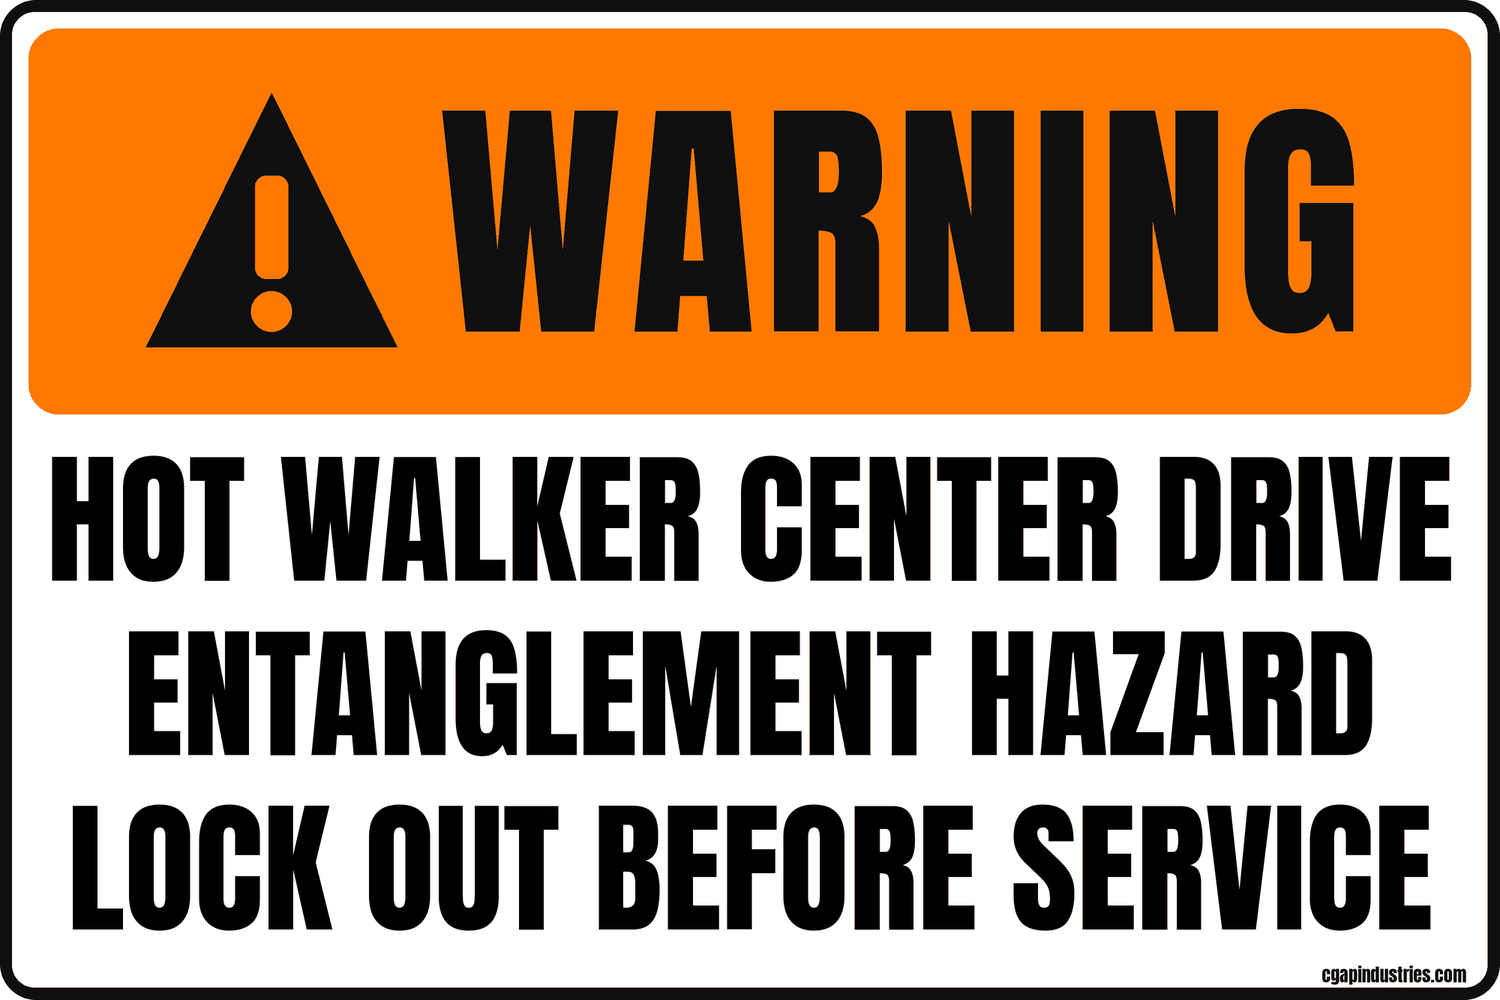 WARNING
HOT WALKER CENTER DRIVE
ENTANGLEMENT HAZARD
LOCK OUT BEFORE SERVICE
cgapindustries.com